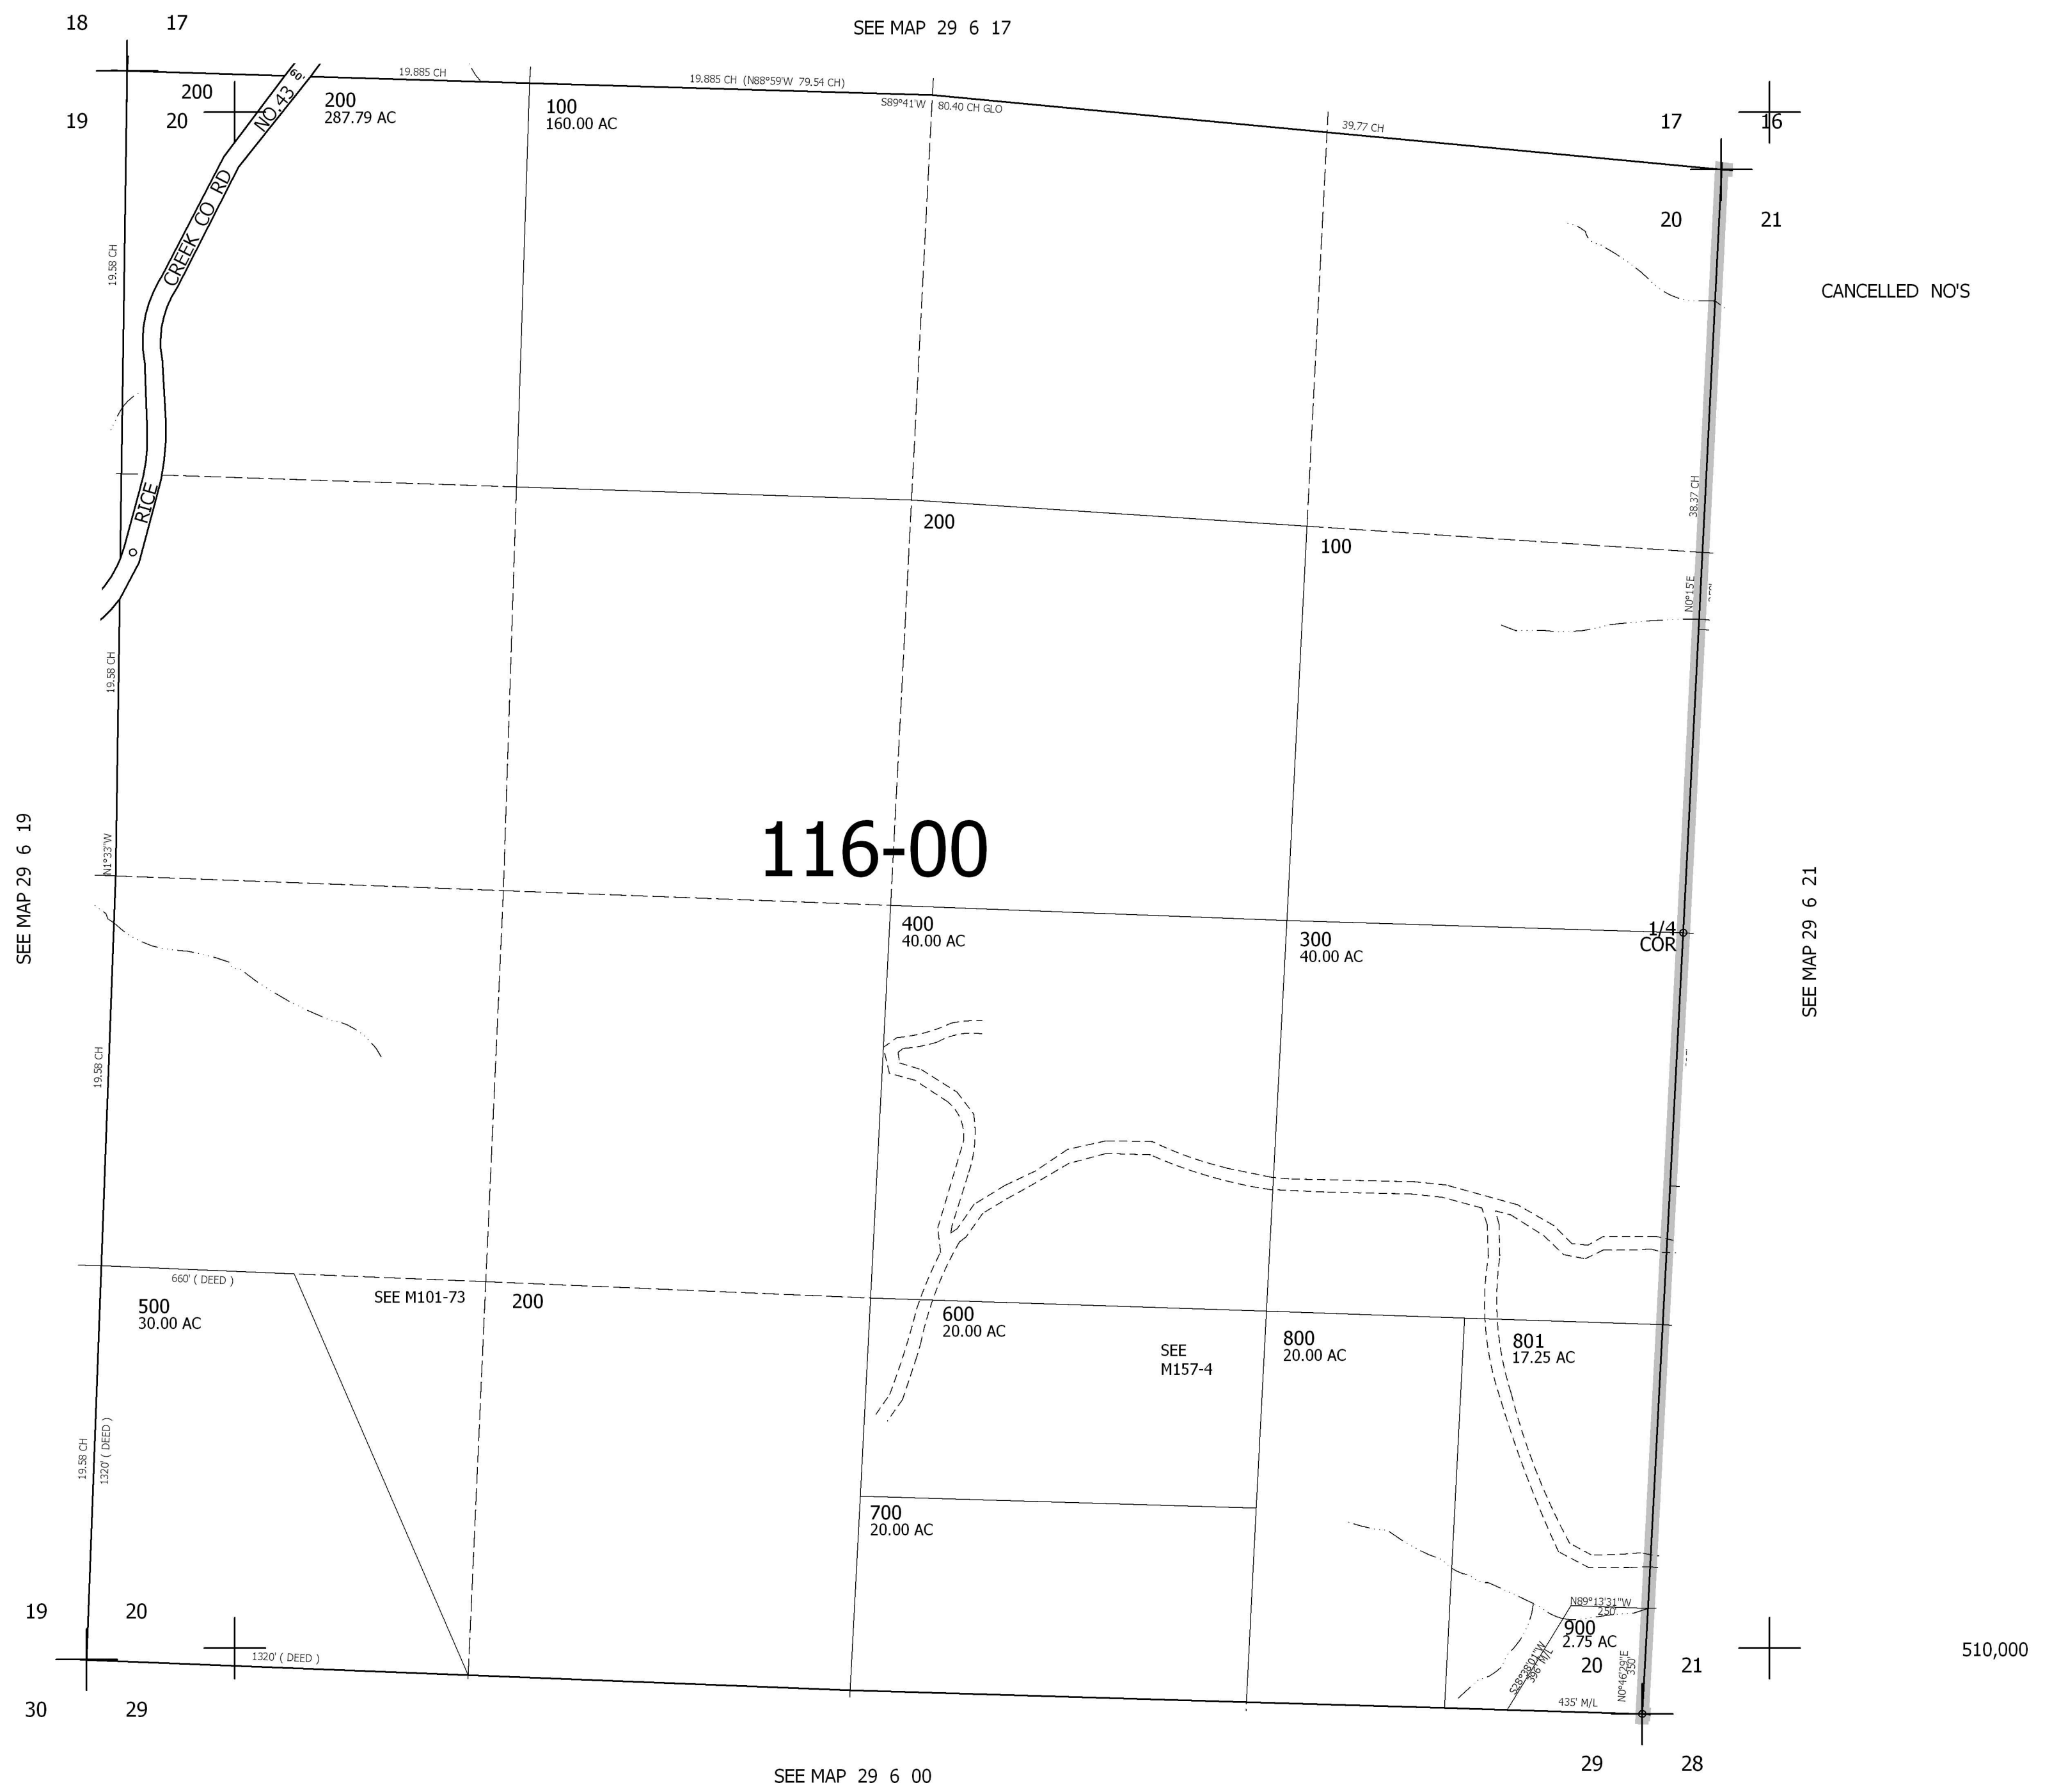 18 17
SEE MAP 29 6 17
19.885 CH
19.885 CH (N88°59'W 79.54 CH)
S89°41'W 80.40 CH GLO
39.77 CH
60'
NO.43
200
19 20
200
287.79 AC
100
160.00 AC
17 16
20 21
CREEK CO RD
RICE
19.58 CH
CANCELLED NO'S
38.37 CH
200
100
N0°15'E
19.58 CH
116-00
N1°33'W
SEE MAP 29 6 19
SEE MAP 29 6 21
400
40.00 AC
300
40.00 AC
1/4
COR
19.58 CH
660' ( DEED )
SEE M101-73
500
30.00 AC
200
600
20.00 AC
SEE
M157-4
800
20.00 AC
801
17.25 AC
19.58 CH
1320' ( DEED )
700
20.00 AC
N89°13'31"W
250'
900
2.75 AC
S28°38'01"W
396' M/L
N0°46'29"E
350'
435' M/L
19 20
20 21
1320' ( DEED )
510,000
30 29
29 28
SEE MAP 29 6 00